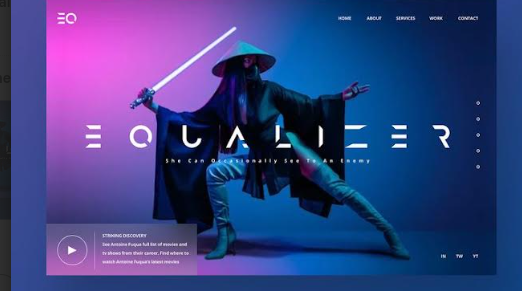 EQ
HOME ABOUT SERVICES WORK CONTACT
EQUALIZER
She Can Occasionally See To An Enemy
STRIKING DISCOVERY
See Antoine Fuqua full list of movies and
tv shows from their career. Find where to
watch Antoine Fuqua's latest movies.
IN TW YT